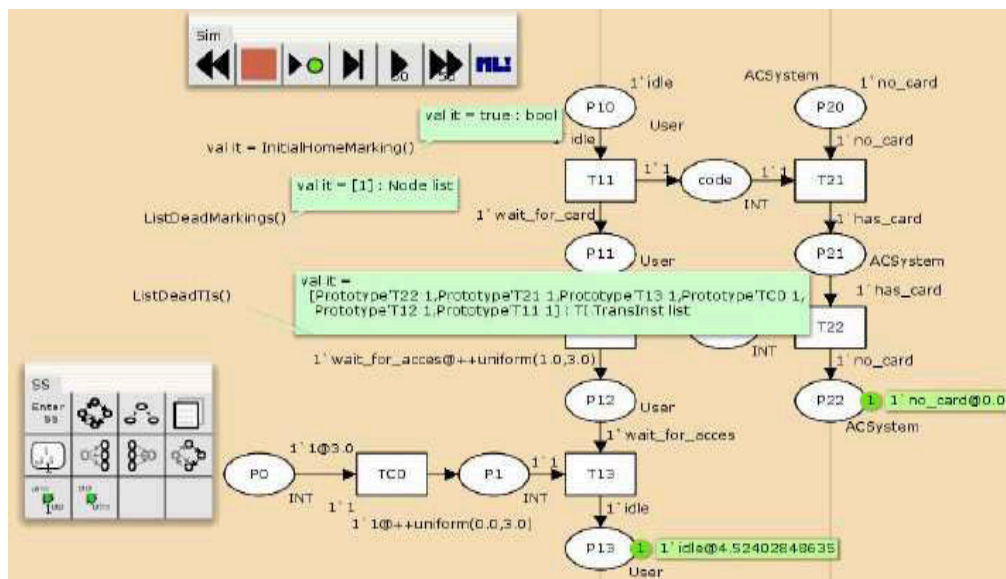 Sim
50
50
ML!
1`idle
ACSystem
1`no_card
P10
P20
val it = true : bool
User
val it = InitialHomeMarking()
1`idle
1`no_card
T11
1`1
code
1`1
T21
val it = [1] : Node list
INT
ListDeadMarkings()
1`wait_for_card
1`has_card
P11
User
P21
ACSystem
val it =
[Prototype'T22 1,Prototype'T21 1,Prototype'T13 1,Prototype'TC0 1,
Prototype'T12 1,Prototype'T11 1] : TI.TransInst list
ListDeadTIs()
1`has_card
T22
INT
1`wait_for_acces@++uniform(1.0,3.0)
1`no_card
SS
Enter
SS
P12
User
P22
1
1`no_card@0.0
ACSystem
1`wait_for_acces
1`1@3.0
P0
INT
TC0
1`1
P1
INT
1`1
T13
1`1@++uniform(0.0,3.0)
1`idle
P13
1
1`idle@4.52402848635
User